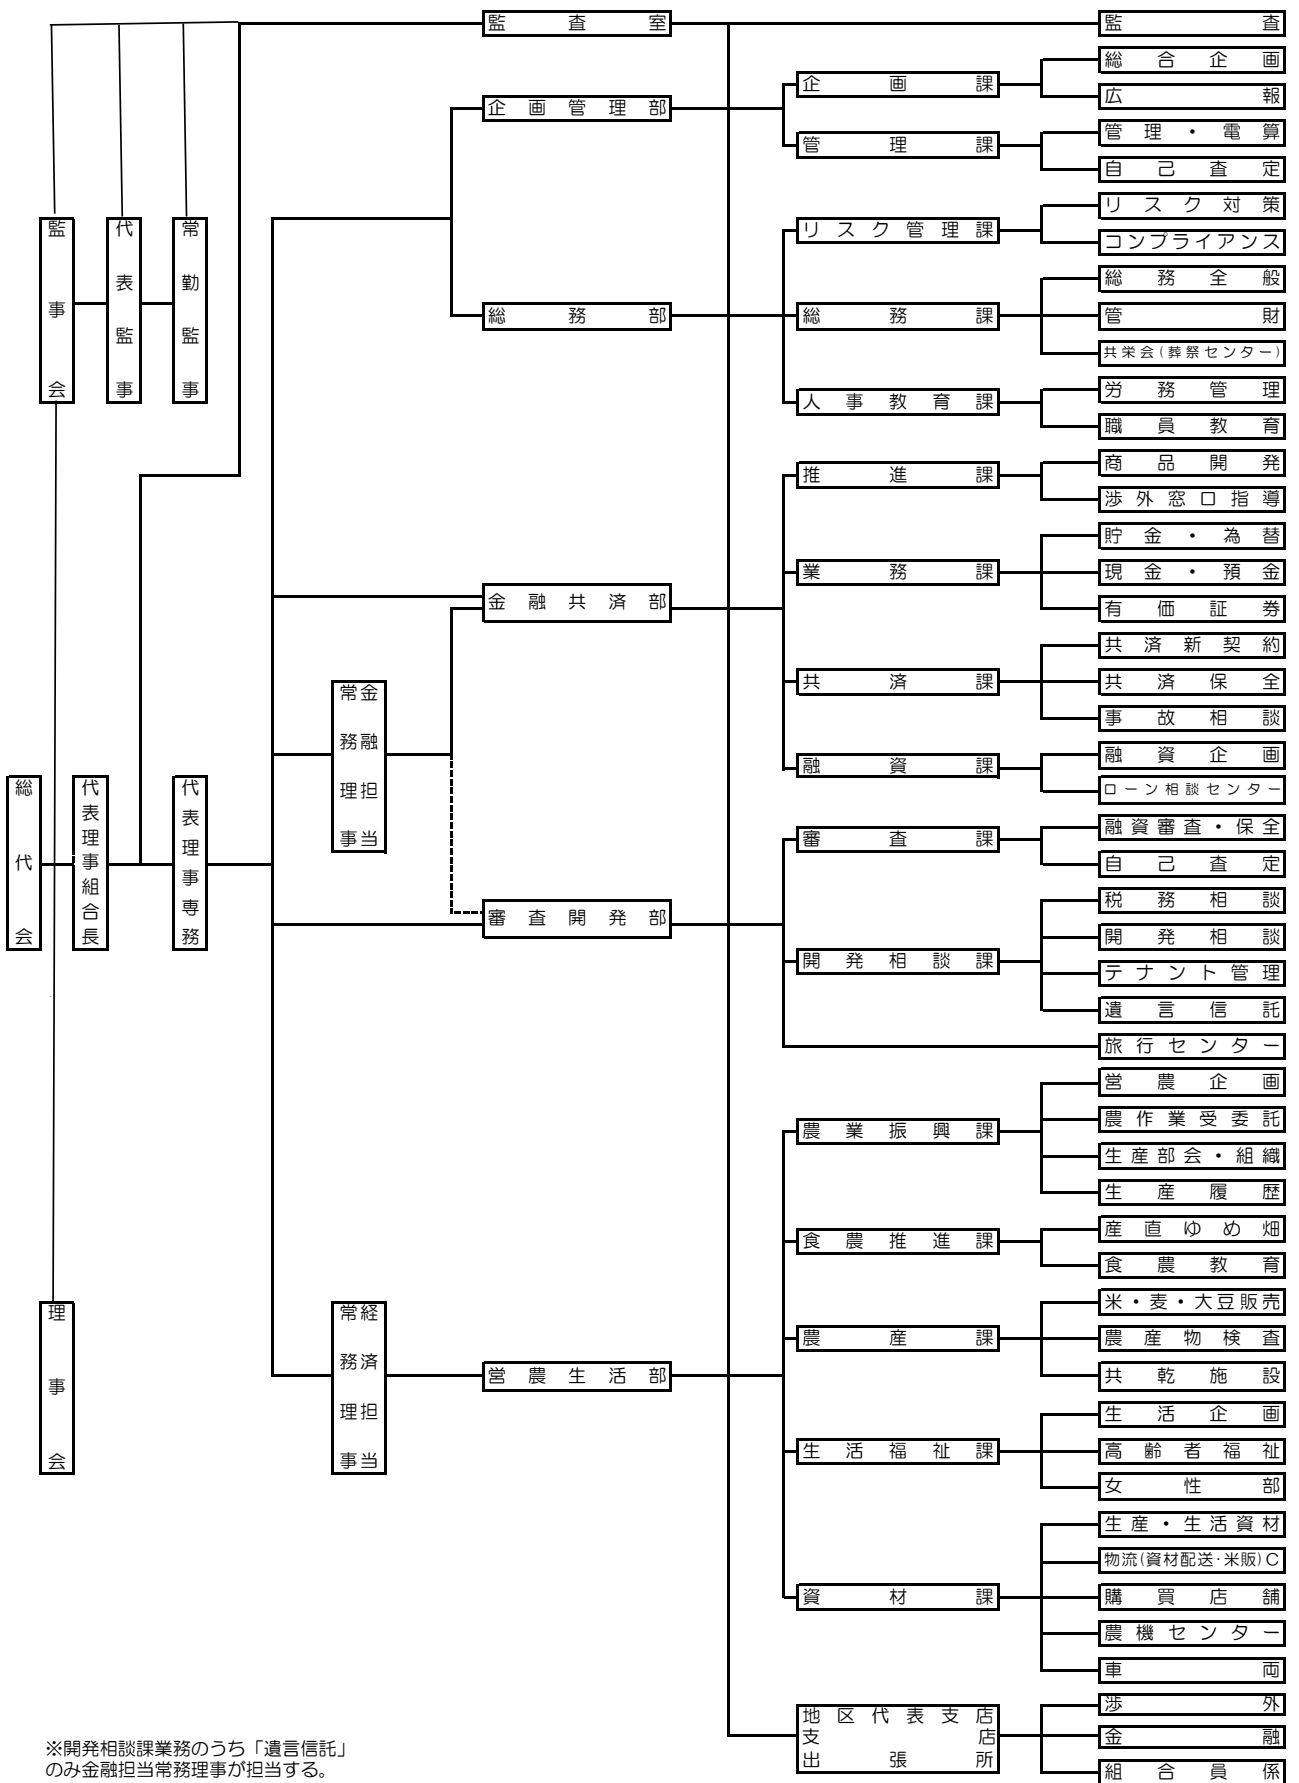 監査室
監査
企画管理部
企画課
総合企画
広報
管理課
管理・電算
自己査定
総務部
リスク管理課
リスク対策
コンプライアンス
総務課
総務全般
管財
共栄会(葬祭センター)
人事教育課
労務管理
職員教育
監事会
代表監事
常勤監事
金融共済部
推進課
商品開発
渉外窓口指導
業務課
貯金・為替
現金・預金
有価証券
共済課
共済新契約
共済保全
事故相談
融資課
融資企画
ローン相談センター
金融担当
常務理事
総代会
代表理事組合長
代表理事専務
審査開発部
審査課
融資審査・保全
自己査定
開発相談課
税務相談
開発相談
テナント管理
遺言信託
旅行センター
理事会
経済担当
常務理事
営農生活部
農業振興課
営農企画
農作業受委託
生産部会・組織
生産履歴
食農推進課
産直ゆめ畑
食農教育
農産課
米・麦・大豆販売
農産物検査
共乾施設
生活福祉課
生活企画
高齢者福祉
女性部
資材課
生産・生活資材
物流(資材配送・米販)C
購買店舗
農機センター
車両
地区代表支店
支店
出張所
渉外
金融
組合員係
※開発相談課業務のうち「遺言信託」
のみ金融担当常務理事が担当する。